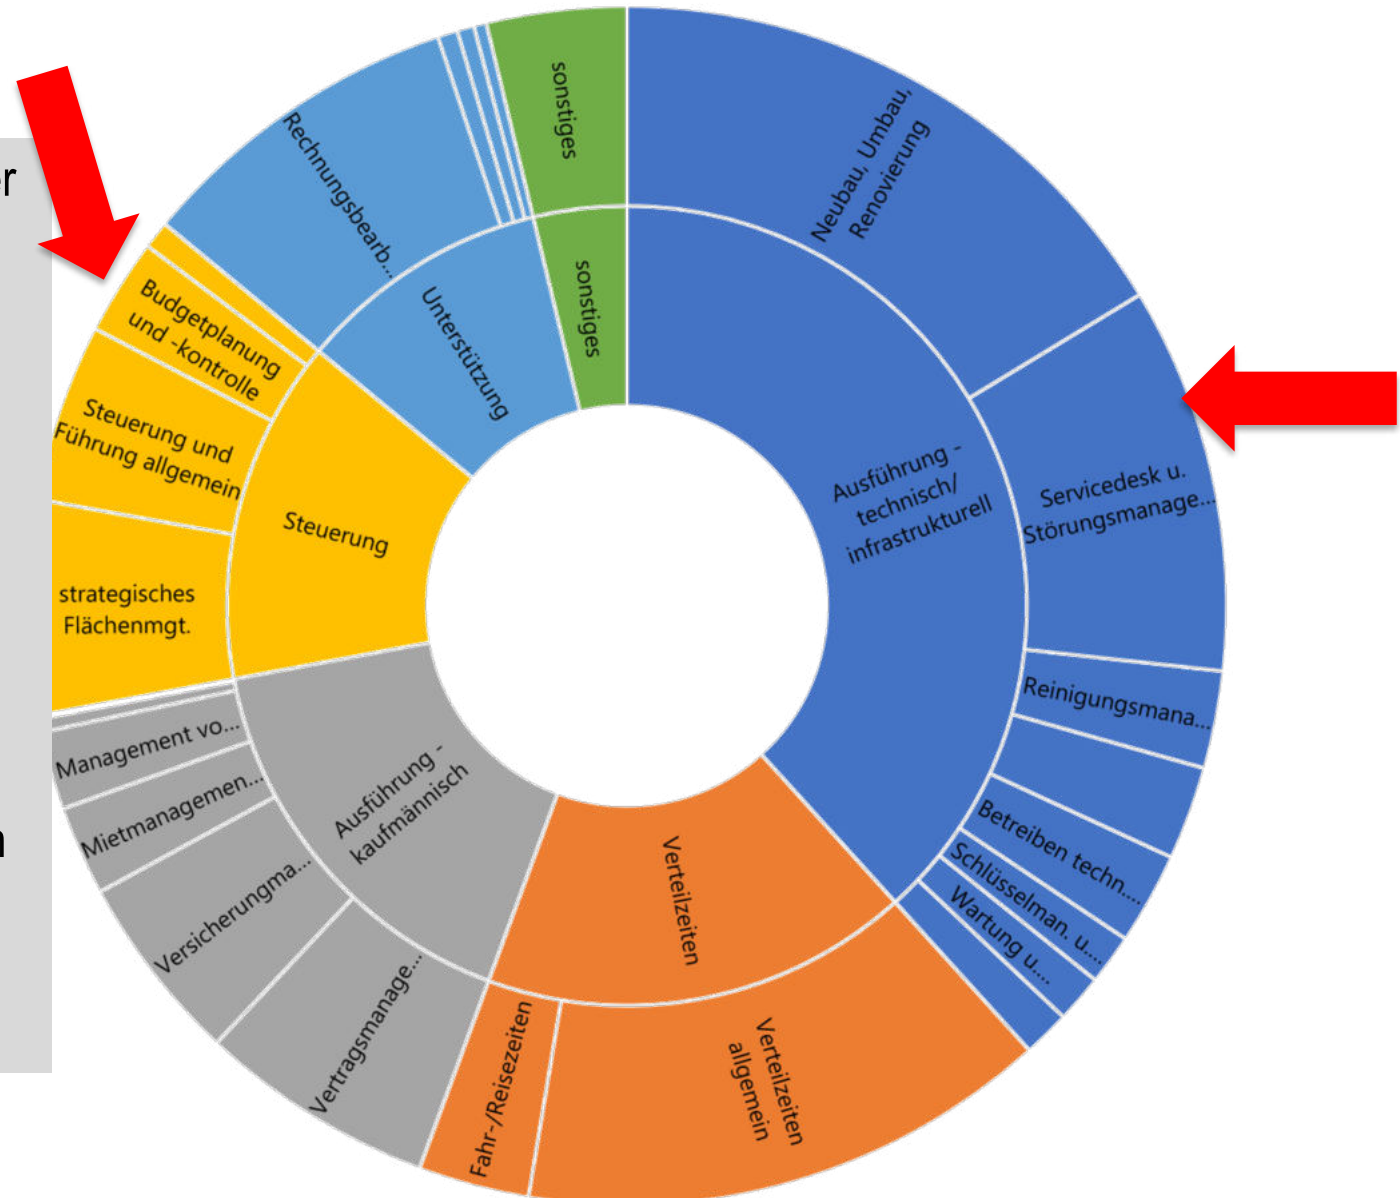 er
n
sonstiges
Neubau, Umbau,
Renovierung
Servicedesk u.
Störungsmanage...
Reinigungsmana...
Betreiben techn....
Schlüsselman. u....
Wartung u....
Verteilzeiten
allgemein
Fahr-/Reisezeiten
Vertragsmanage...
Versicherungma...
Mietmanagemen...
Management vo...
strategisches
Flächenmgt.
Steuerung und
Führung allgemein
Budgetplanung
und -kontrolle
Rechnungsbearb...
sonstiges
Ausführung -
technisch/
infrastrukturell
Verteilzeiten
Ausführung -
kaufmännisch
Steuerung
Unterstützung